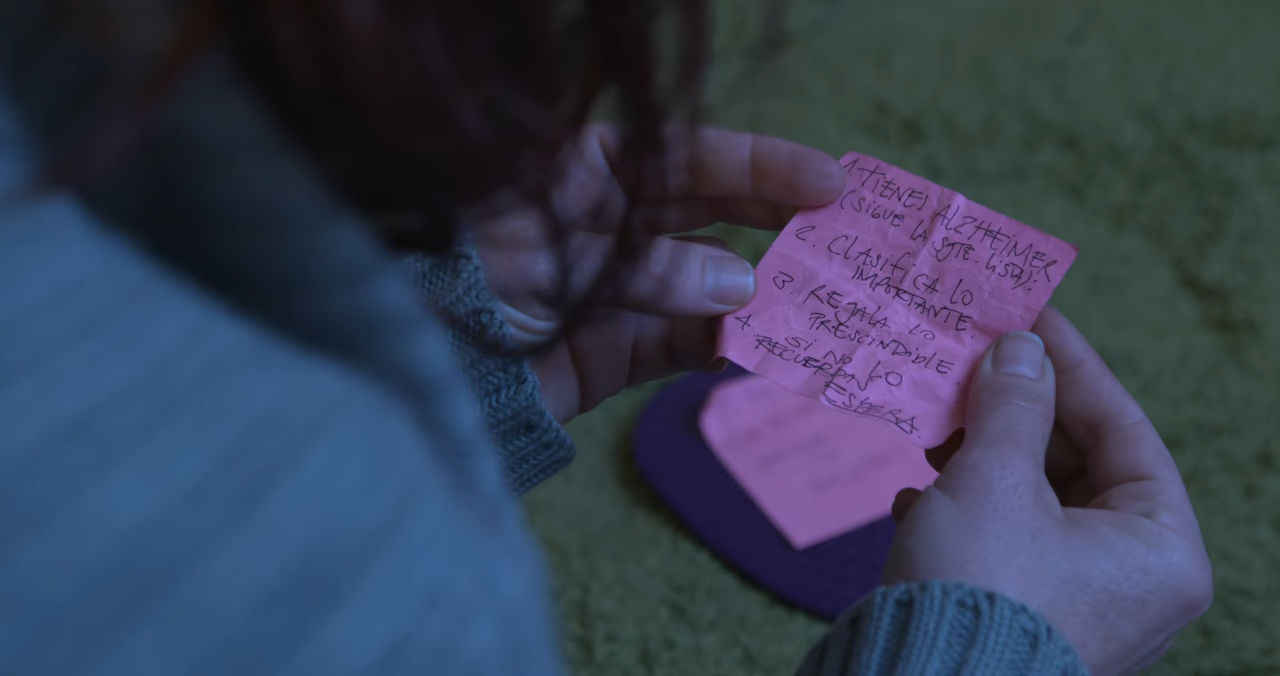 1. TIENES ALZHEIMER
(SIGUE LA SGTE. LISTA):
2. CLASIFICA LO
IMPORTANTE.
3. REGALA LO
PRESCINDIBLE.
4. SI NO LO
RECUERDAS
ESPERA.